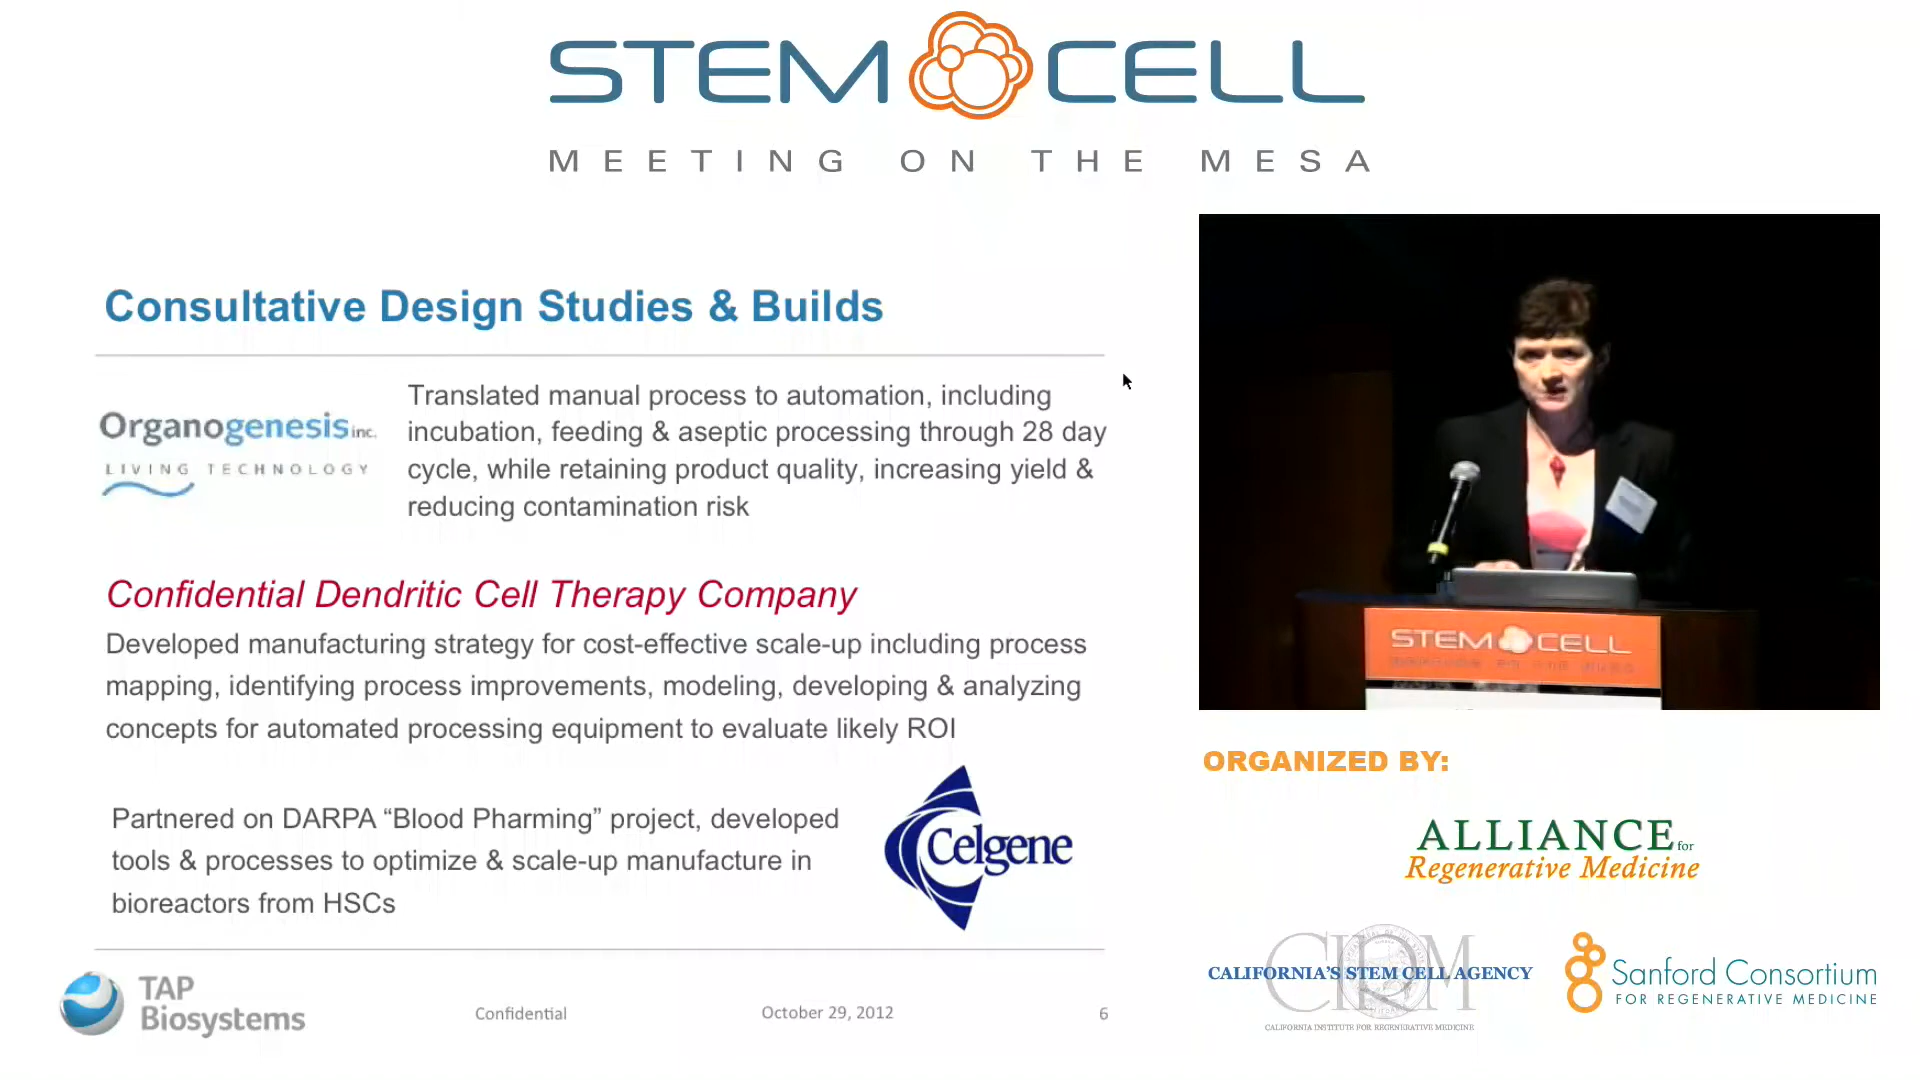 STEM CELL
MEETING ON THE MESA
Consultative Design Studies & Builds
Organogenesis inc.
LIVING TECHNOLOGY
Translated manual process to automation, including
incubation, feeding & aseptic processing through 28 day
cycle, while retaining product quality, increasing yield &
reducing contamination risk
Confidential Dendritic Cell Therapy Company
Developed manufacturing strategy for cost-effective scale-up including process
mapping, identifying process improvements, modeling, developing & analyzing
concepts for automated processing equipment to evaluate likely ROI
Partnered on DARPA “Blood Pharming” project, developed
tools & processes to optimize & scale-up manufacture in
bioreactors from HSCs
Celgene
TAP
Biosystems
Confidential
October 29, 2012
6
STEM CELL
ORGANIZED BY:
ALLIANCE for
Regenerative Medicine
CIRM
CALIFORNIA'S STEM CELL AGENCY
CALIFORNIA INSTITUTE FOR REGENERATIVE MEDICINE
Sanford Consortium
FOR REGENERATIVE MEDICINE